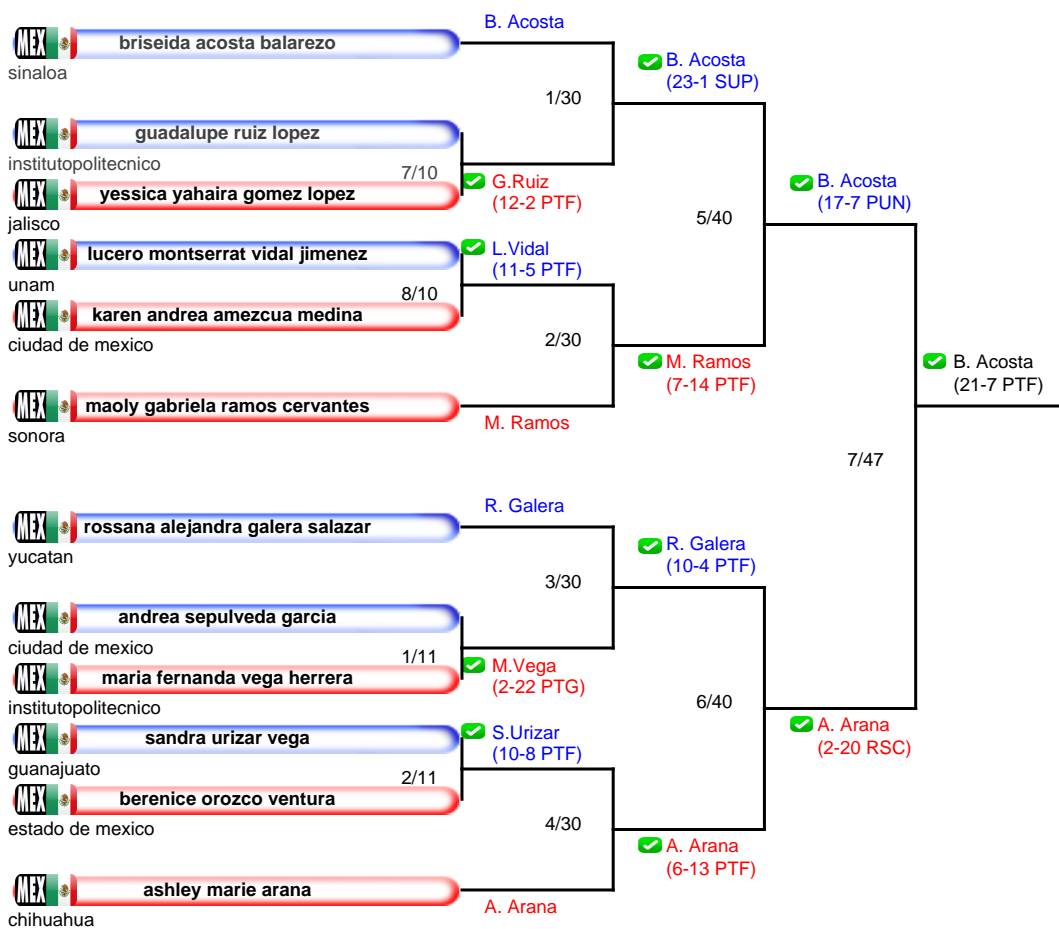 B. Acosta
MEX briseida acosta balarezo
sinaloa
B. Acosta
(23-1 SUP)
1/30
MEX guadalupe ruiz lopez
institutopolitecnico
7/10
MEX yessica yahaira gomez lopez
jalisco
G.Ruiz
(12-2 PTF)
B. Acosta
(17-7 PUN)
5/40
MEX lucero montserrat vidal jimenez
unam
L.Vidal
(11-5 PTF)
8/10
MEX karen andrea amezcua medina
ciudad de mexico
2/30
M. Ramos
(7-14 PTF)
B. Acosta
(21-7 PTF)
MEX maoly gabriela ramos cervantes
sonora
M. Ramos
7/47
R. Galera
MEX rossana alejandra galera salazar
yucatan
R. Galera
(10-4 PTF)
3/30
MEX andrea sepulveda garcia
ciudad de mexico
1/11
MEX maria fernanda vega herrera
institutopolitecnico
M.Vega
(2-22 PTG)
6/40
MEX sandra urizar vega
guanajuato
S.Urizar
(10-8 PTF)
A. Arana
(2-20 RSC)
2/11
MEX berenice orozco ventura
estado de mexico
4/30
A. Arana
(6-13 PTF)
MEX ashley marie arana
chihuahua
A. Arana